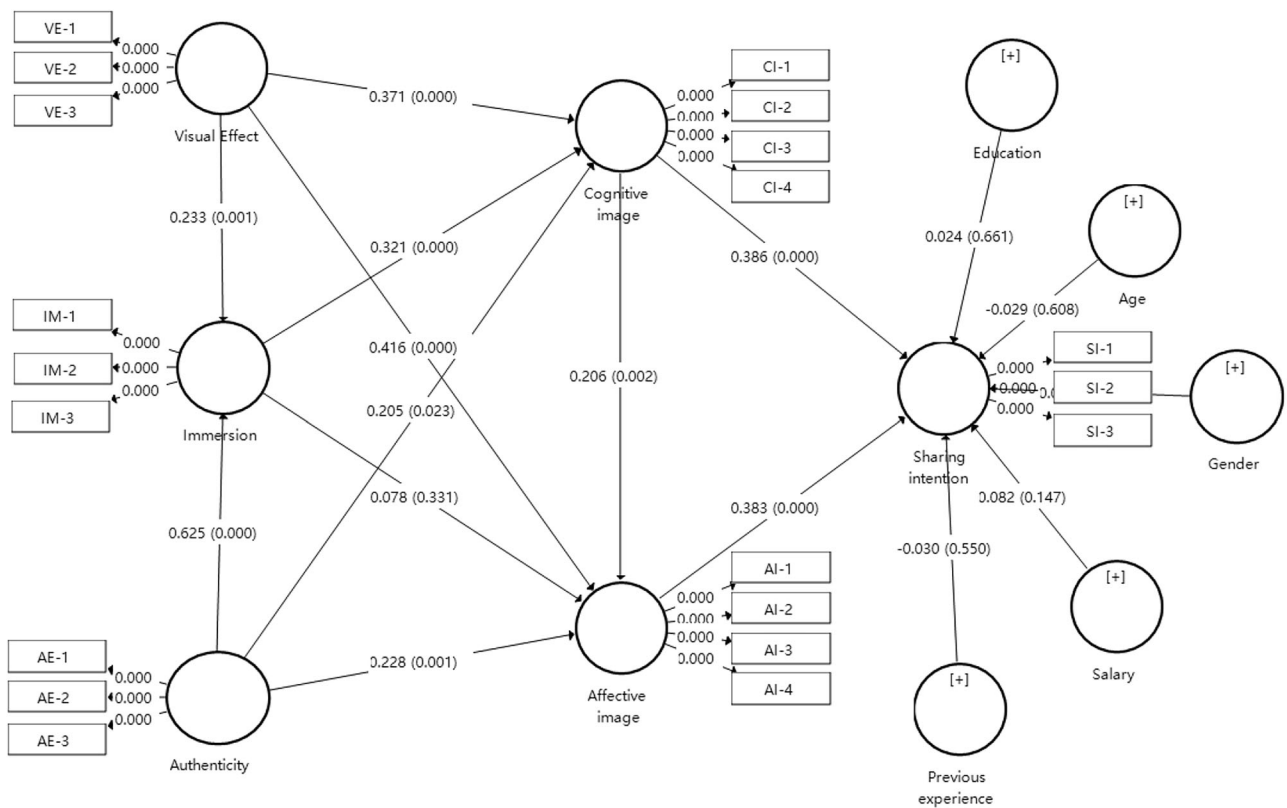 VE-1
VE-2
VE-3
0.000
0.000
0.000
Visual Effect
0.371 (0.000)
0.233 (0.001)
IM-1
IM-2
IM-3
0.000
0.000
0.000
Immersion
0.321 (0.000)
0.416 (0.000)
0.205 (0.023)
0.078 (0.331)
0.625 (0.000)
AE-1
AE-2
AE-3
0.000
0.000
0.000
Authenticity
0.228 (0.001)
CI-1
CI-2
CI-3
CI-4
0.000
0.000
0.000
0.000
Cognitive
image
0.206 (0.002)
0.386 (0.000)
0.383 (0.000)
AI-1
AI-2
AI-3
AI-4
0.000
0.000
0.000
0.000
Affective
image
[+]
Education
0.024 (0.661)
[+]
Age
-0.029 (0.608)
SI-1
SI-2
SI-3
0.000
0.000
0.000
Sharing
intention
[+]
Gender
0.082 (0.147)
[+]
Salary
-0.030 (0.550)
[+]
Previous
experience